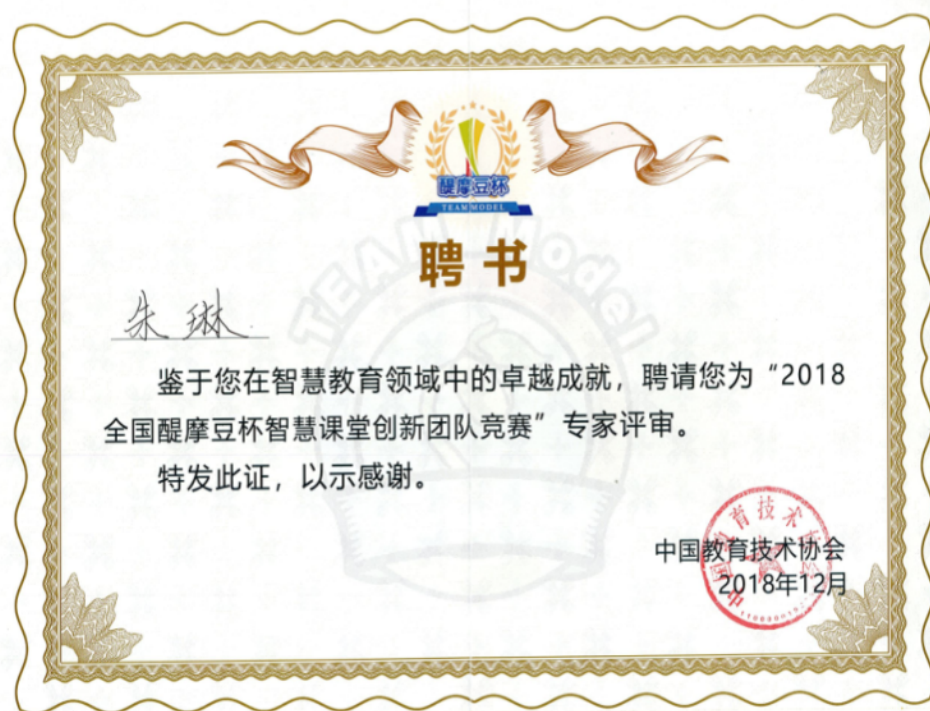 醍摩豆杯
TEAM MODEL
聘书
TEAM Model
朱琳
鉴于您在智慧教育领域中的卓越成就，聘请您为“2018
全国醍摩豆杯智慧课堂创新团队竞赛”专家评审。
特发此证，以示感谢。
中国教育技术协会
2018年12月